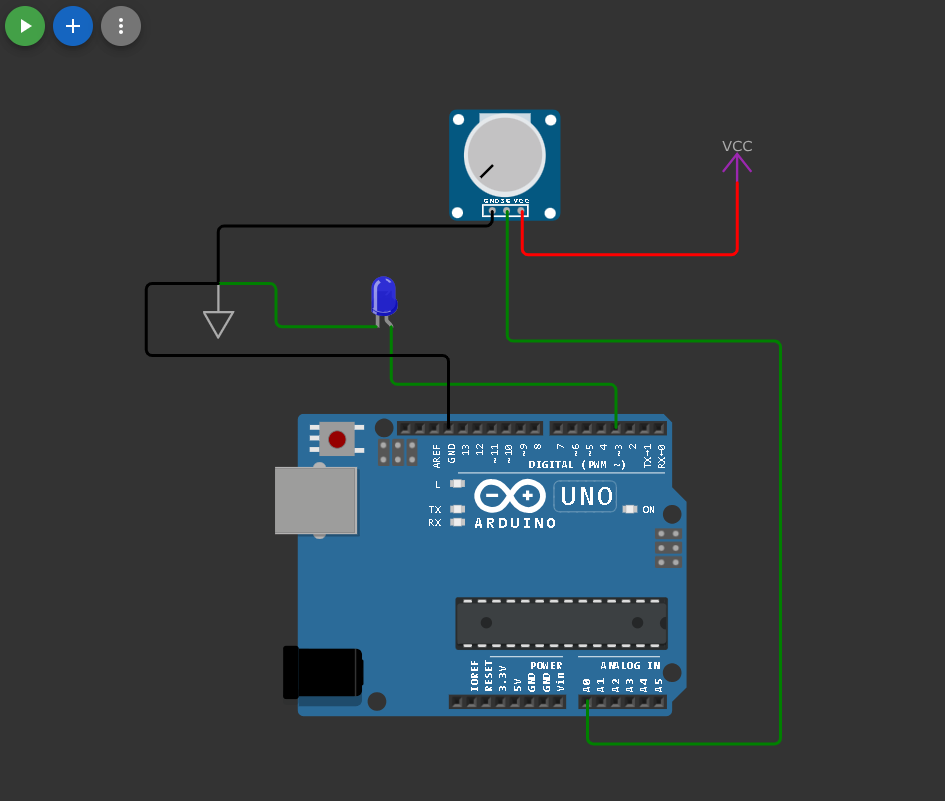 VCC
GND SIG VCC
AREF
GND
13
12
~11
~10
~9
8
7
~6
~5
4
~3
2
TX→1
RX←0
DIGITAL (PWM ~)
L
TX
RX
UNO
ARDUINO
ON
IOREF
RESET
3.3V
5V
GND
GND
Vin
POWER
ANALOG IN
A0
A1
A2
A3
A4
A5